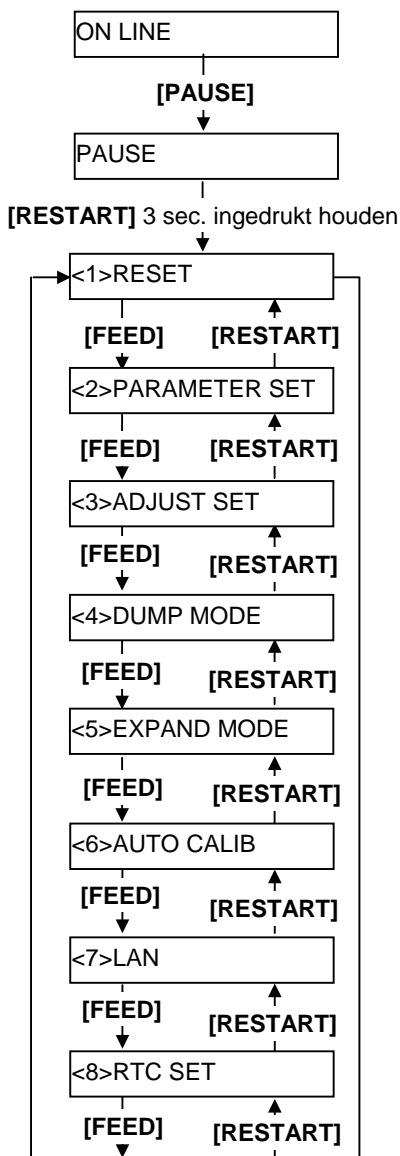 ON LINE
[PAUSE]
PAUSE
[RESTART] 3 sec. ingedrukt houden
<1>RESET
[FEED] [RESTART]
<2>PARAMETER SET
[FEED] [RESTART]
<3>ADJUST SET
[FEED] [RESTART]
<4>DUMP MODE
[FEED] [RESTART]
<5>EXPAND MODE
[FEED] [RESTART]
<6>AUTO CALIB
[FEED] [RESTART]
<7>LAN
[FEED] [RESTART]
<8>RTC SET
[FEED] [RESTART]